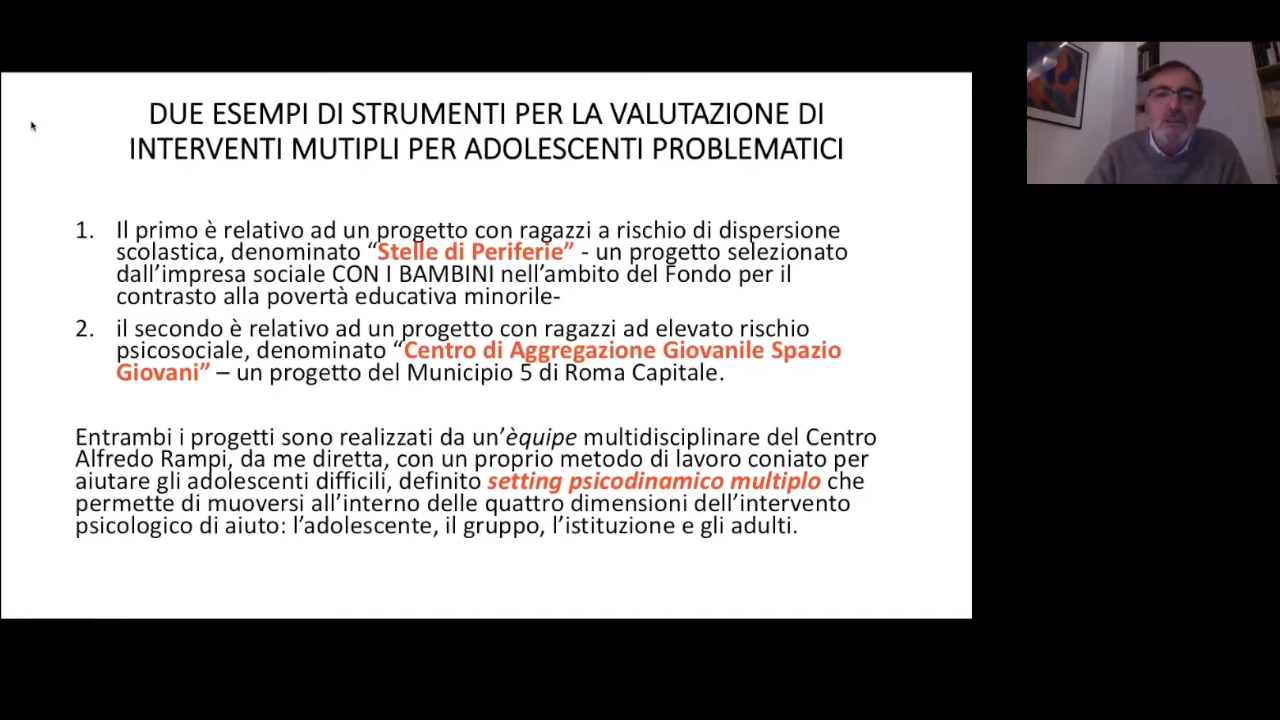 DUE ESEMPI DI STRUMENTI PER LA VALUTAZIONE DI
INTERVENTI MUTIPLI PER ADOLESCENTI PROBLEMATICI
1. Il primo è relativo ad un progetto con ragazzi a rischio di dispersione
scolastica, denominato “Stelle di Periferie” - un progetto selezionato
dall’impresa sociale CON I BAMBINI nell’ambito del Fondo per il
contrasto alla povertà educativa minorile-
2. il secondo è relativo ad un progetto con ragazzi ad elevato rischio
psicosociale, denominato “Centro di Aggregazione Giovanile Spazio
Giovani” – un progetto del Municipio 5 di Roma Capitale.
Entrambi i progetti sono realizzati da un’èquipe multidisciplinare del Centro
Alfredo Rampi, da me diretta, con un proprio metodo di lavoro coniato per
aiutare gli adolescenti difficili, definito setting psicodinamico multiplo che
permette di muoversi all’interno delle quattro dimensioni dell’intervento
psicologico di aiuto: l’adolescente, il gruppo, l’istituzione e gli adulti.